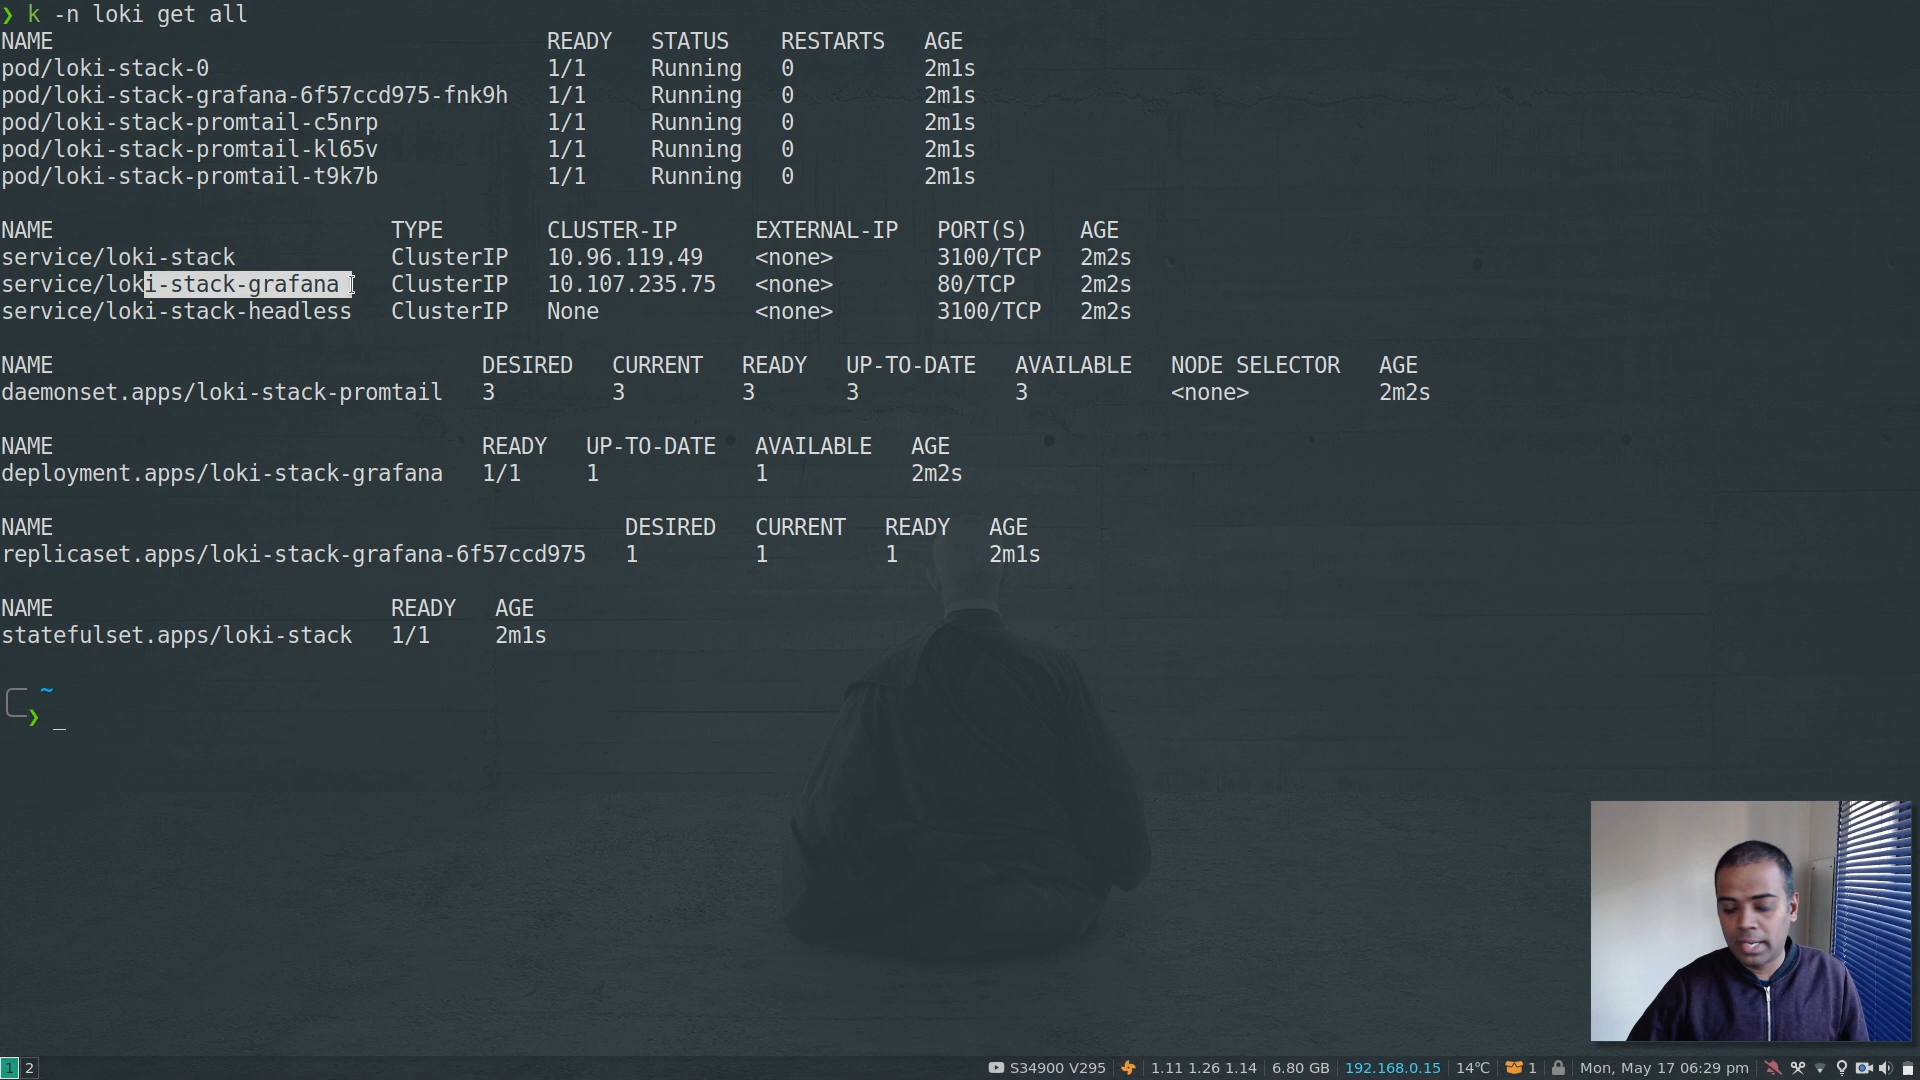 ❯ k -n loki get all
NAME READY STATUS RESTARTS AGE
pod/loki-stack-0 1/1 Running 0 2m1s
pod/loki-stack-grafana-6f57ccd975-fnk9h 1/1 Running 0 2m1s
pod/loki-stack-promtail-c5nrp 1/1 Running 0 2m1s
pod/loki-stack-promtail-kl65v 1/1 Running 0 2m1s
pod/loki-stack-promtail-t9k7b 1/1 Running 0 2m1s
NAME TYPE CLUSTER-IP EXTERNAL-IP PORT(S) AGE
service/loki-stack ClusterIP 10.96.119.49 <none> 3100/TCP 2m2s
service/loki-stack-grafana ClusterIP 10.107.235.75 <none> 80/TCP 2m2s
service/loki-stack-headless ClusterIP None <none> 3100/TCP 2m2s
NAME DESIRED CURRENT READY UP-TO-DATE AVAILABLE NODE SELECTOR AGE
daemonset.apps/loki-stack-promtail 3 3 3 3 3 <none> 2m2s
NAME READY UP-TO-DATE AVAILABLE AGE
deployment.apps/loki-stack-grafana 1/1 1 1 2m2s
NAME DESIRED CURRENT READY AGE
replicaset.apps/loki-stack-grafana-6f57ccd975 1 1 1 2m1s
NAME READY AGE
statefulset.apps/loki-stack 1/1 2m1s
~
❯ _
1 2 S34900 V295 1.11 1.26 1.14 6.80 GB 192.168.0.15 14℃ 1 Mon, May 17 06:29 pm